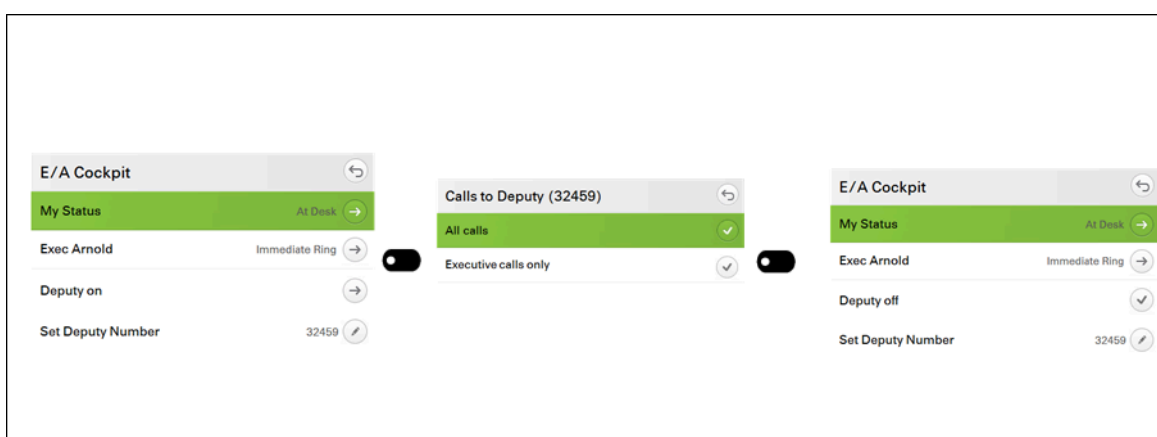 E/A Cockpit
My Status At Desk
Exec Arnold Immediate Ring
Deputy on
Set Deputy Number 32459
Calls to Deputy (32459)
All calls
Executive calls only
E/A Cockpit
My Status At Desk
Exec Arnold Immediate Ring
Deputy off
Set Deputy Number 32459